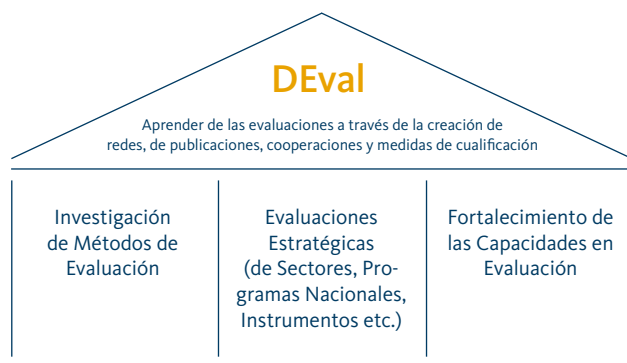 DEval
Aprender de las evaluaciones a través de la creación de
redes, de publicaciones, cooperaciones y medidas de cualificación
Investigación
de Métodos de
Evaluación
Evaluaciones
Estratégicas
(de Sectores, Pro-
gramas Nacionales,
Instrumentos etc.)
Fortalecimiento de
las Capacidades en
Evaluación